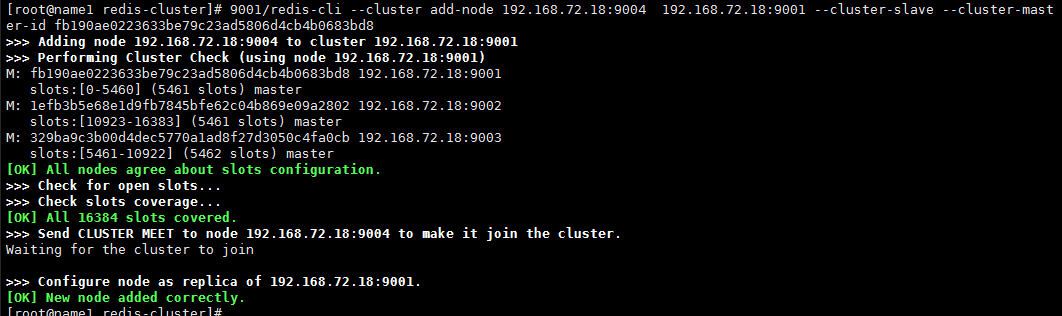 [root@name1 redis-cluster]# 9001/redis-cli --cluster add-node 192.168.72.18:9004  192.168.72.18:9001 --cluster-slave --cluster-mast
er-id fb190ae0223633be79c23ad5806d4cb4b0683bd8
>>> Adding node 192.168.72.18:9004 to cluster 192.168.72.18:9001
>>> Performing Cluster Check (using node 192.168.72.18:9001)
M: fb190ae0223633be79c23ad5806d4cb4b0683bd8 192.168.72.18:9001
   slots:[0-5460] (5461 slots) master
M: 1efb3b5e68e1d9fb7845bfe62c04b869e09a2802 192.168.72.18:9002
   slots:[10923-16383] (5461 slots) master
M: 329ba9c3b00d4dec5770a1ad8f27d3050c4fa0cb 192.168.72.18:9003
   slots:[5461-10922] (5462 slots) master
[OK] All nodes agree about slots configuration.
>>> Check for open slots...
>>> Check slots coverage...
[OK] All 16384 slots covered.
>>> Send CLUSTER MEET to node 192.168.72.18:9004 to make it join the cluster.
Waiting for the cluster to join
>>> Configure node as replica of 192.168.72.18:9001.
[OK] New node added correctly.
[root@name1 redis-cluster]#